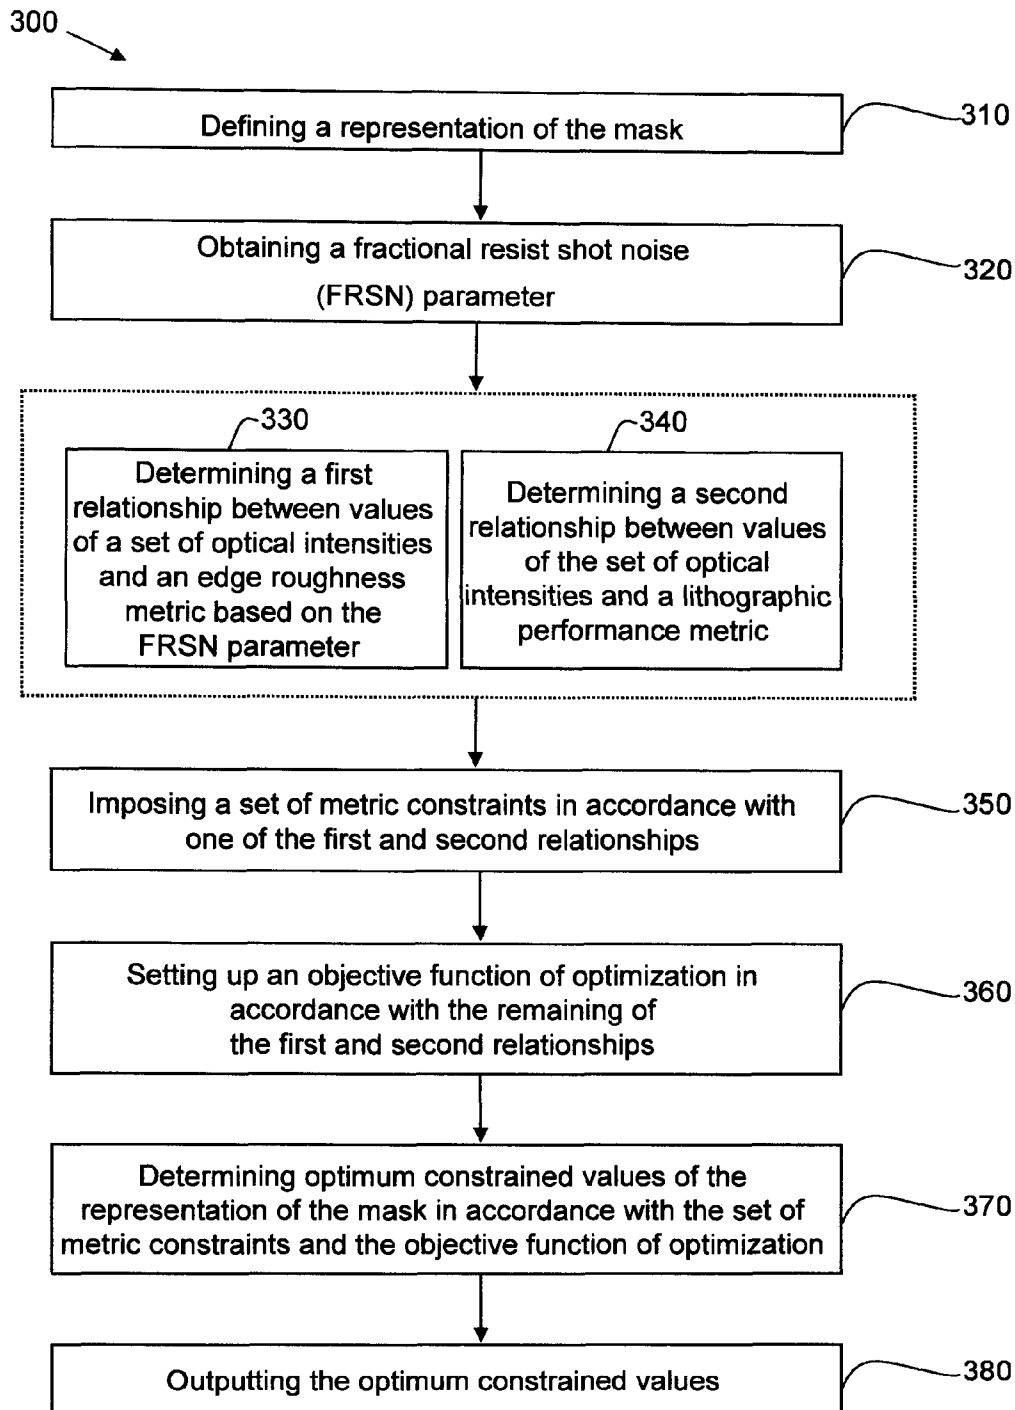 300
Defining a representation of the mask
310
Obtaining a fractional resist shot noise
(FRSN) parameter
320
330
Determining a first
relationship between values
of a set of optical intensities
and an edge roughness
metric based on the
FRSN parameter
340
Determining a second
relationship between values
of the set of optical
intensities and a lithographic
performance metric
Imposing a set of metric constraints in accordance with
one of the first and second relationships
350
Setting up an objective function of optimization in
accordance with the remaining of
the first and second relationships
360
Determining optimum constrained values of the
representation of the mask in accordance with the set of
metric constraints and the objective function of optimization
370
Outputting the optimum constrained values
380